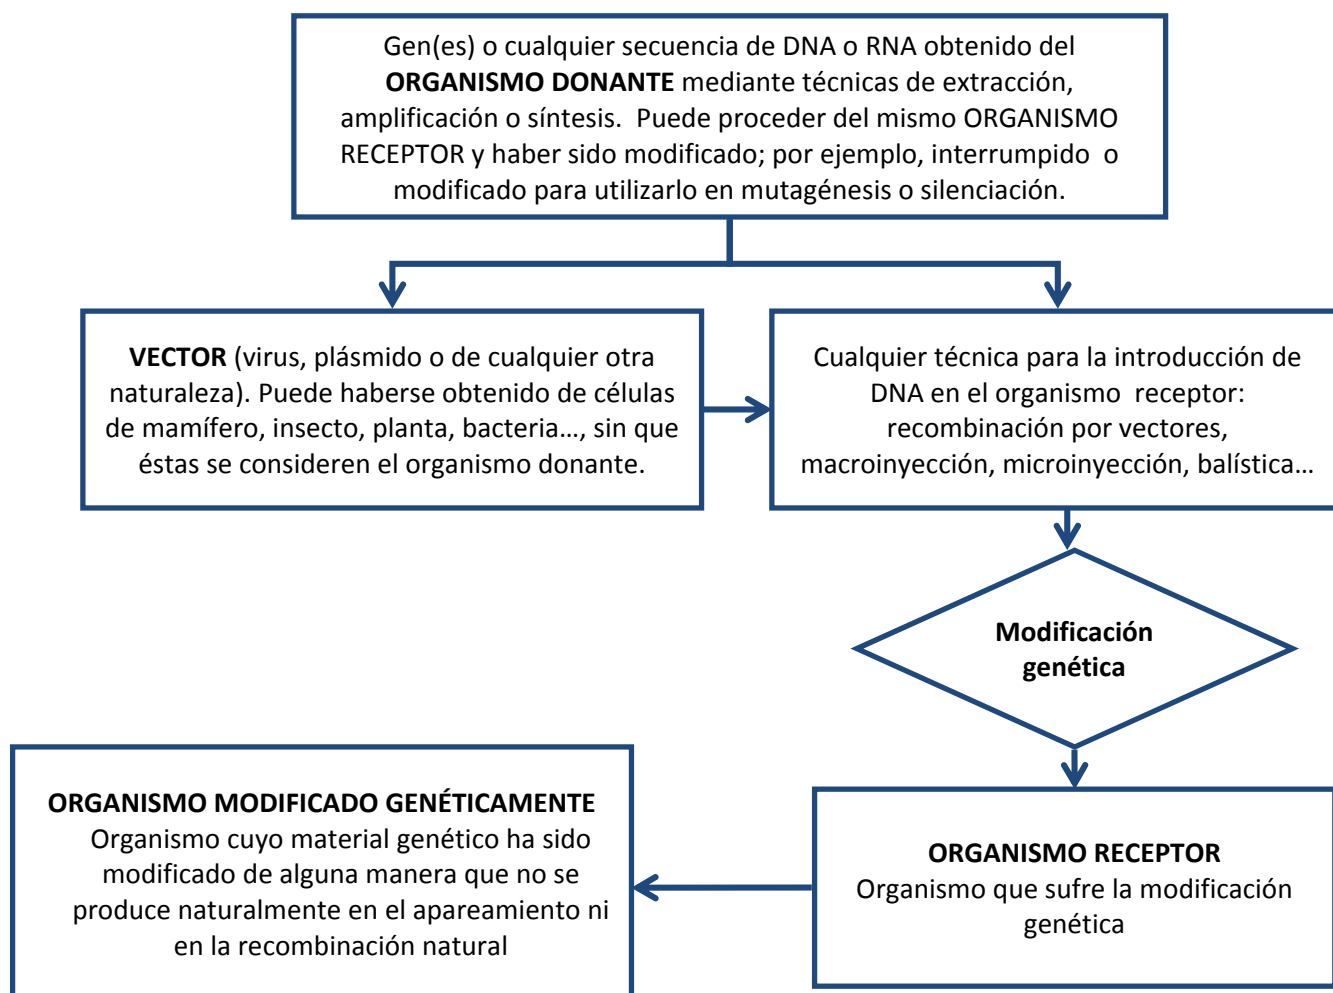 Gen(es) o cualquier secuencia de DNA o RNA obtenido del
ORGANISMO DONANTE mediante técnicas de extracción,
amplificación o síntesis. Puede proceder del mismo ORGANISMO
RECEPTOR y haber sido modificado; por ejemplo, interrumpido o
modificado para utilizarlo en mutagénesis o silenciación.
VECTOR (virus, plásmido o de cualquier otra
naturaleza). Puede haberse obtenido de células
de mamífero, insecto, planta, bacteria…, sin que
éstas se consideren el organismo donante.
Cualquier técnica para la introducción de
DNA en el organismo receptor:
recombinación por vectores,
macroinyección, microinyección, balística…
Modificación
genética
ORGANISMO MODIFICADO GENÉTICAMENTE
Organismo cuyo material genético ha sido
modificado de alguna manera que no se
produce naturalmente en el apareamiento ni
en la recombinación natural
ORGANISMO RECEPTOR
Organismo que sufre la modificación
genética